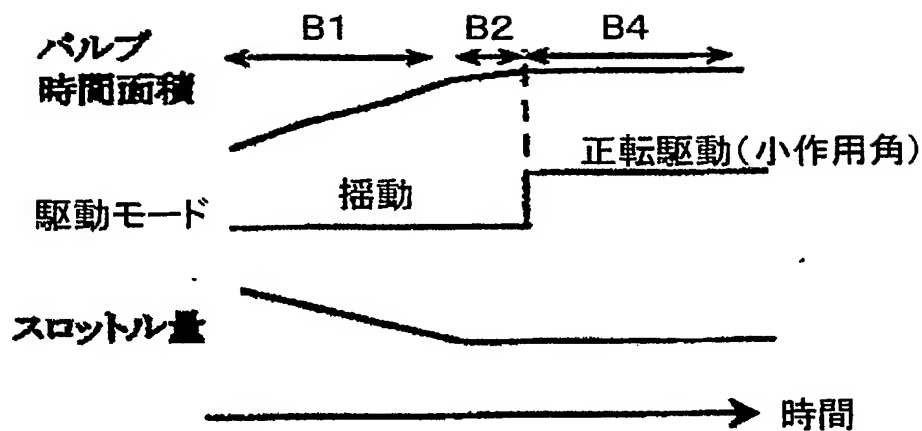 B1 B2 B4
バルブ
時間面積
正転駆動(小作用角)
揺動
駆動モード
スロットル量
時間